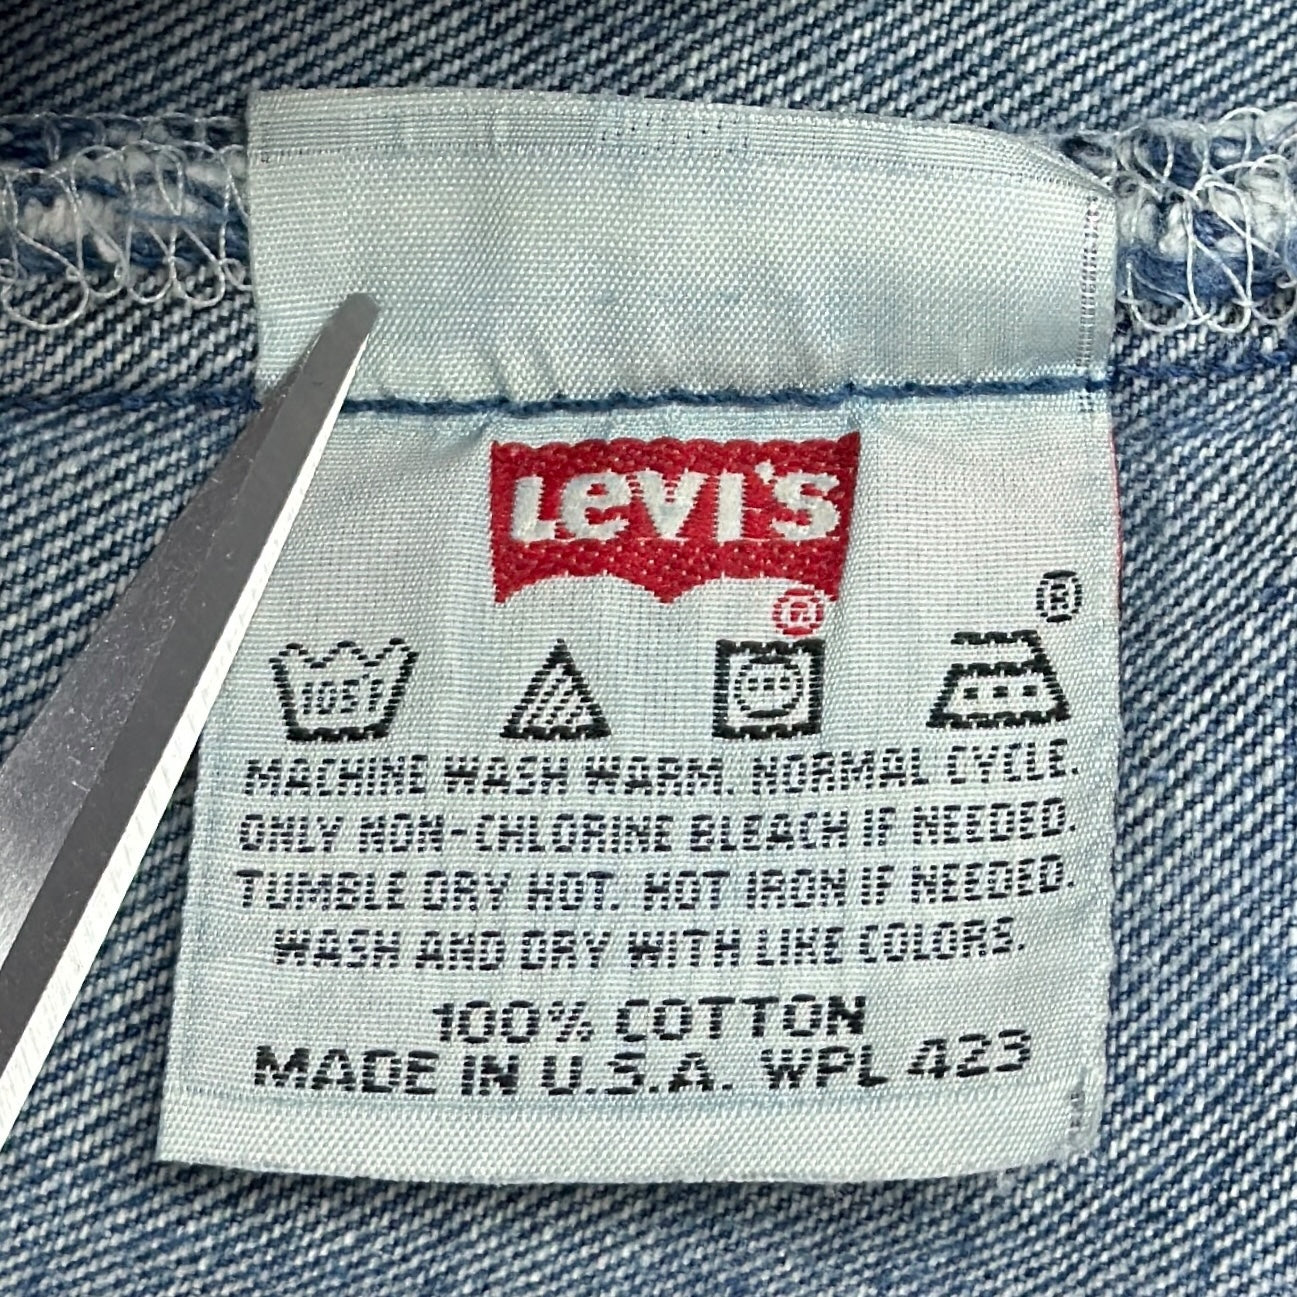 Levi's
®
®
105°F
MACHINE WASH WARM. NORMAL CYCLE.
ONLY NON-CHLORINE BLEACH IF NEEDED.
TUMBLE DRY HOT. HOT IRON IF NEEDED.
WASH AND DRY WITH LIKE COLORS.
100% COTTON
MADE IN U.S.A. WPL 423